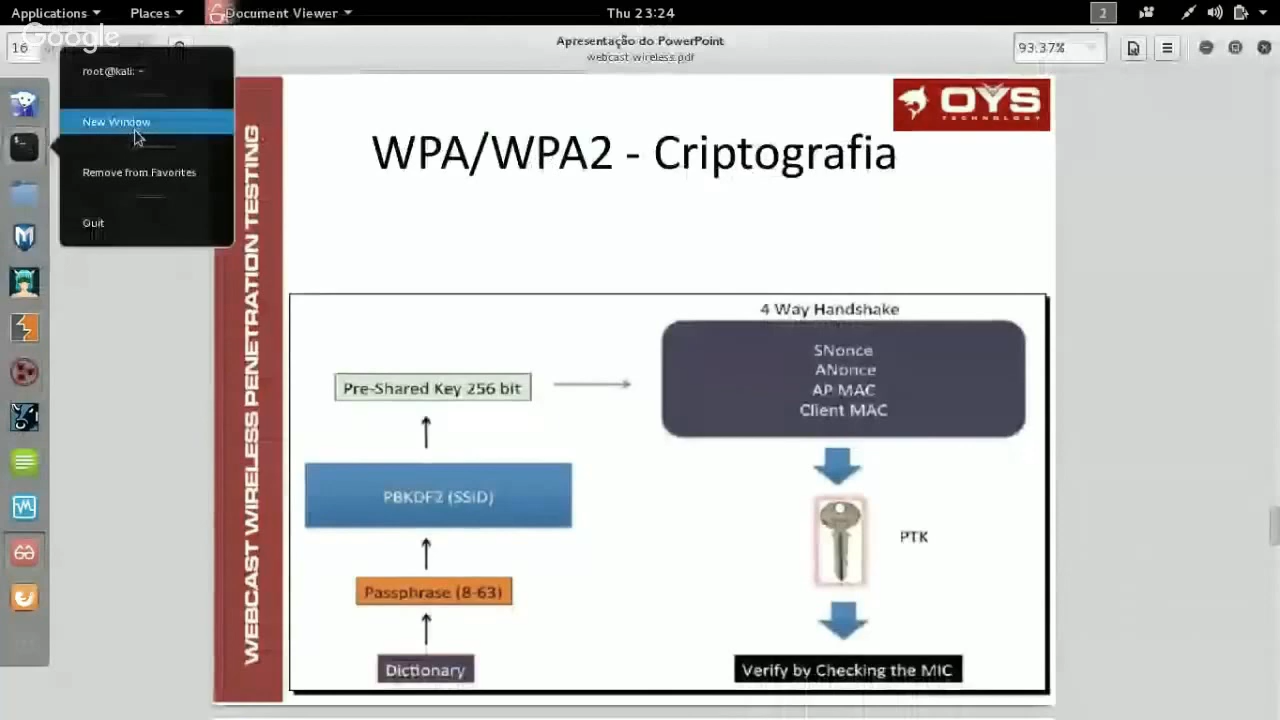 Applications
Places
Document Viewer
Thu 23:24
2
Google
16
Apresentação do PowerPoint
webcast wireless.pdf
93.37%
root@kali: ~
New Window
Remove from Favorites
Quit
OYS
TECHNOLOGY
WEBCAST WIRELESS PENETRATION TESTING
WPA/WPA2 - Criptografia
4 Way Handshake
SNonce
ANonce
AP MAC
Client MAC
Pre-Shared Key 256 bit
PBKDF2 (SSID)
PTK
Passphrase (8-63)
Dictionary
Verify by Checking the MIC